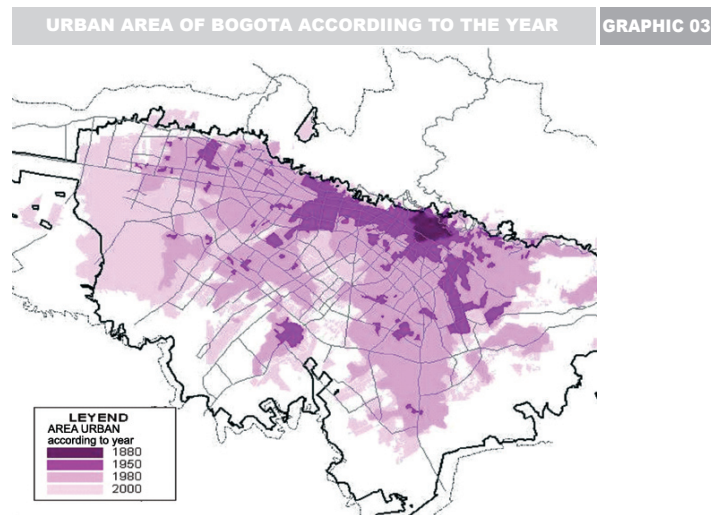 URBAN AREA OF BOGOTA ACCORDIING TO THE YEAR
GRAPHIC 03
LEYEND
AREA URBAN
according to year
1880
1950
1980
2000